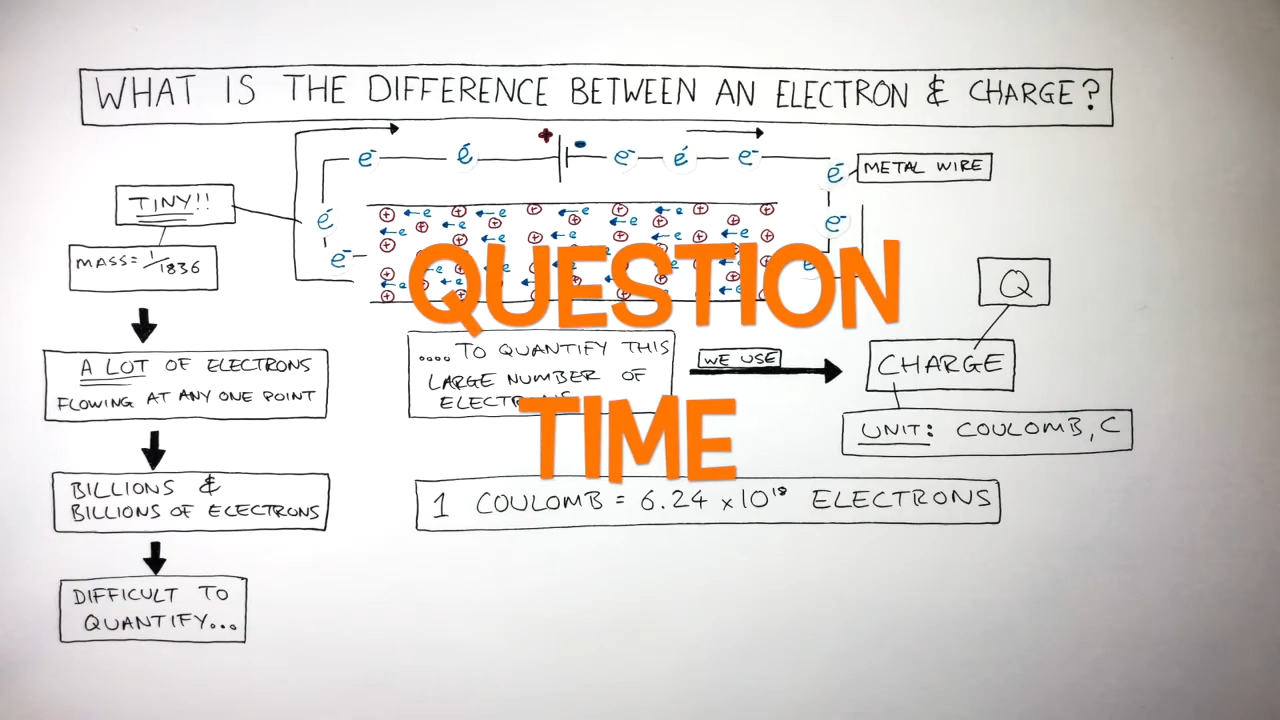 WHAT IS THE DIFFERENCE BETWEEN AN ELECTRON & CHARGE?
+ -
e⁻ e⁻ e⁻ e⁻ e⁻
e⁻ METAL WIRE
TINY!!
e⁻ e⁻
MASS = 1/1836
e⁻
QUESTION
Q
A LOT OF ELECTRONS
FLOWING AT ANY ONE POINT
.... TO QUANTIFY THIS
LARGE NUMBER OF
WE USE
CHARGE
TIME
UNIT: COULOMB, C
BILLIONS &
BILLIONS OF ELECTRONS
1 COULOMB = 6.24 x10¹⁸ ELECTRONS
DIFFICULT TO
QUANTIFY...